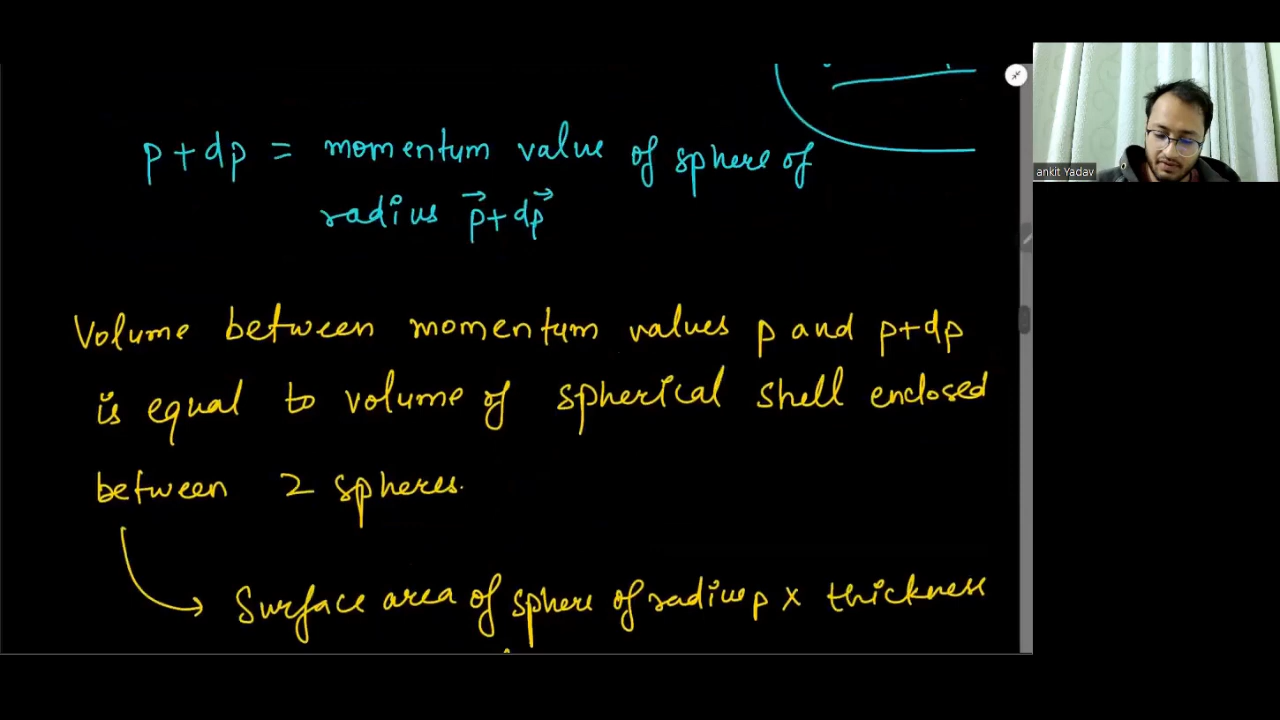 p+dp = momentum value of sphere of
radius p⃗+dp⃗
ankit Yadav
Volume between momentum values p and p+dp
is equal to volume of spherical shell enclosed
between 2 spheres.
→ Surface area of sphere of radius p x thickness